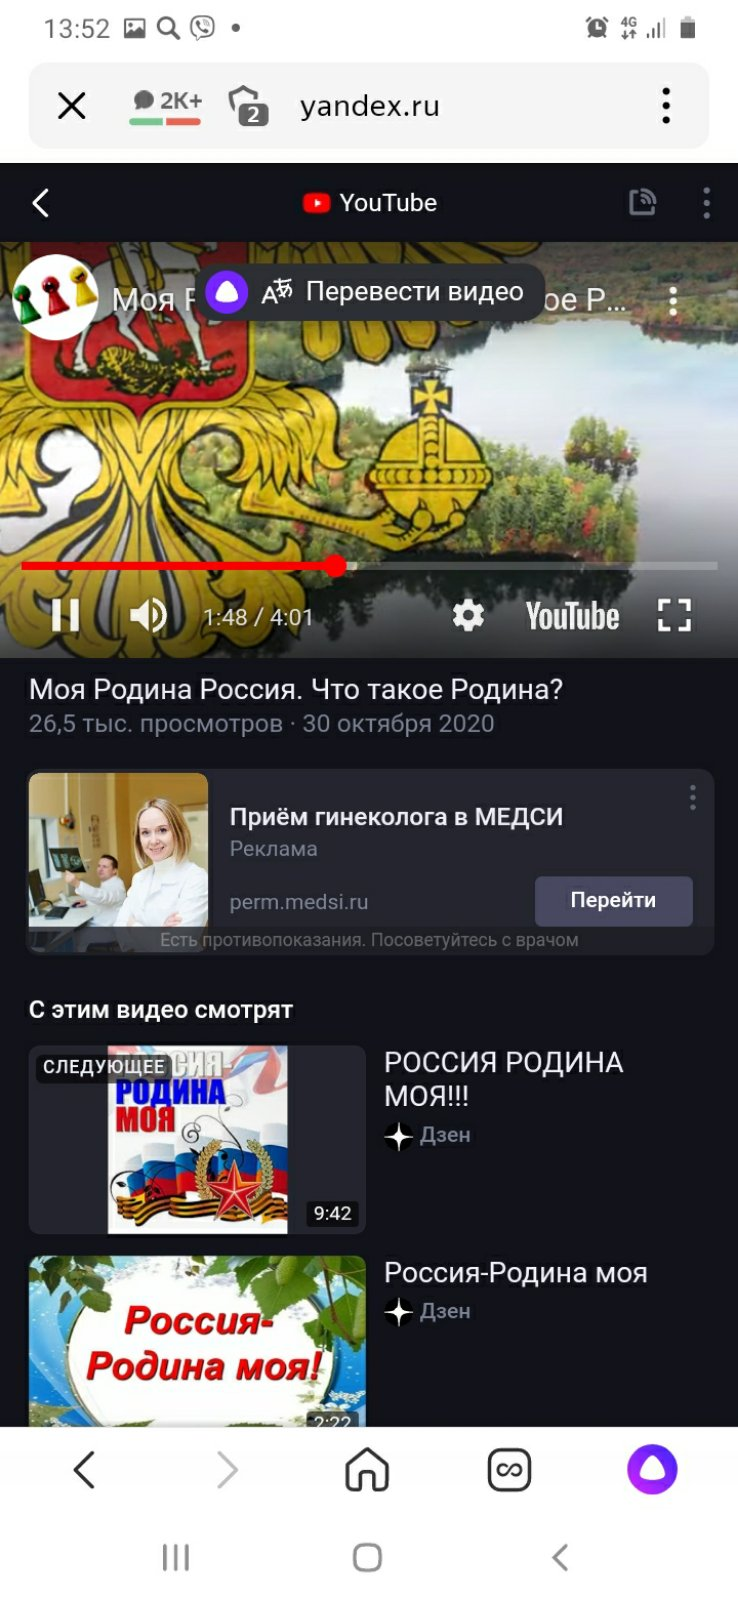 13:52
4G
2K+
2
yandex.ru
YouTube
Моя
Перевести видео
ое Р...
1:48 / 4:01
YouTube
Моя Родина Россия. Что такое Родина?
26,5 тыс. просмотров · 30 октября 2020
Приём гинеколога в МЕДСИ
Реклама
perm.medsi.ru
Перейти
Есть противопоказания. Посоветуйтесь с врачом
С этим видео смотрят
СЛЕДУЮЩЕЕ
РОДИНА
МОЯ
9:42
РОССИЯ РОДИНА
МОЯ!!!
Дзен
Россия-
Родина моя!
2:22
Россия-Родина моя
Дзен